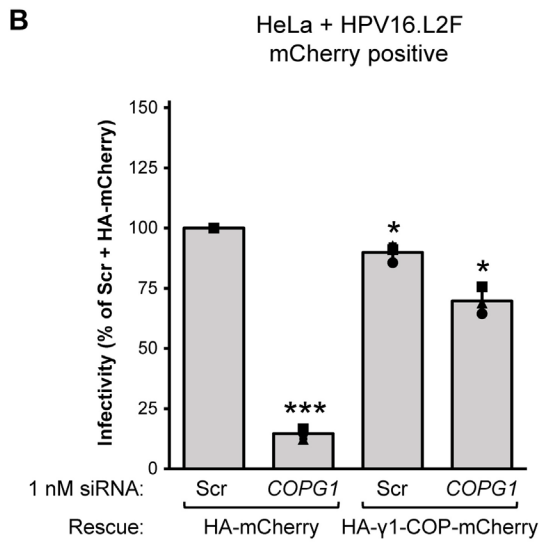 B
HeLa + HPV16.L2F
mCherry positive
Infectivity (% of Scr + HA-mCherry)
150
125
100
75
50
25
0
*
*
***
1 nM siRNA: Scr COPG1 Scr COPG1
Rescue: HA-mCherry HA-γ1-COP-mCherry